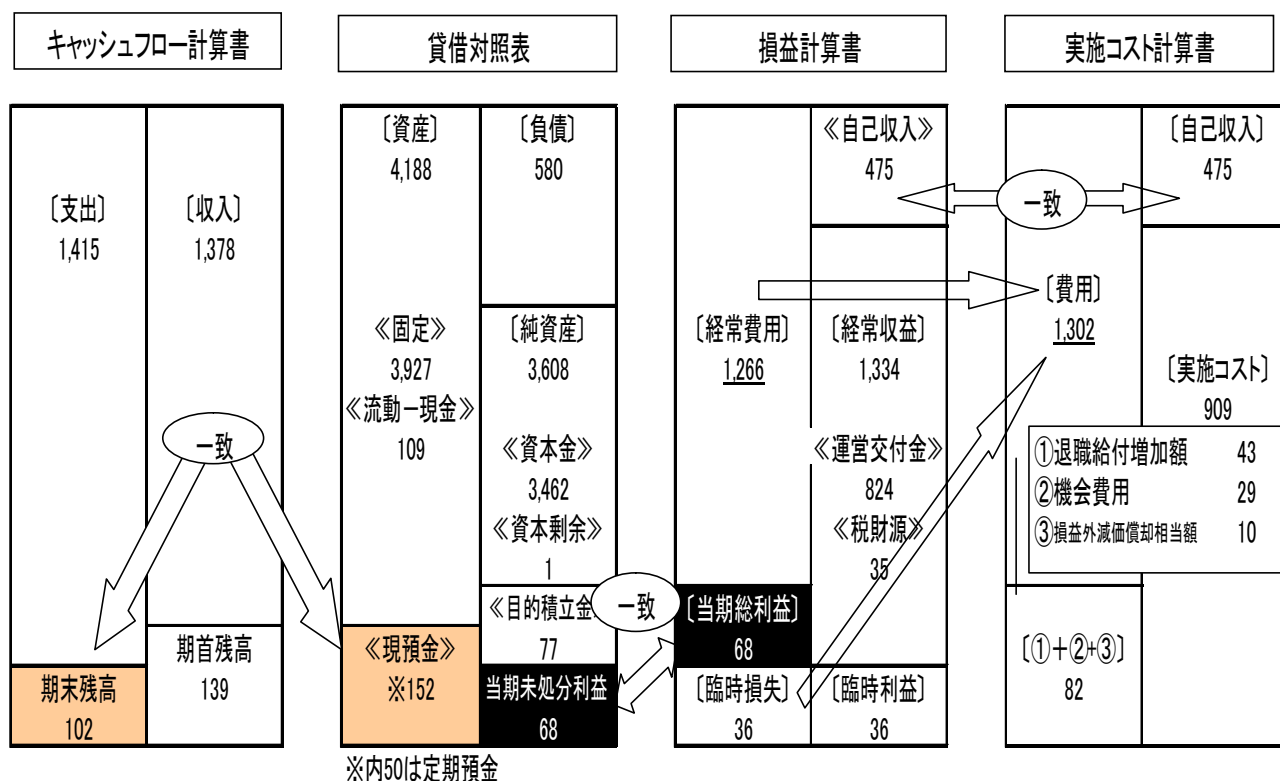 キャッシュフロー計算書
〔支出〕
1,415
〔収入〕
1,378
一致
期首残高
139
期末残高
102
貸借対照表
〔資産〕
4,188
《固定》
3,927
《流動－現金》
109
《現預金》
※152
〔負債〕
580
〔純資産〕
3,608
《資本金》
3,462
《資本剰余》
1
《目的積立金
77
当期未処分利益
68
※内50は定期預金
一致
損益計算書
〔経常費用〕
1,266
〔当期総利益〕
68
〔臨時損失〕
36
《自己収入》
475
〔経常収益〕
1,334
《運営交付金》
824
《税財源》
35
〔臨時利益〕
36
一致
実施コスト計算書
〔費用〕
1,302
〔①＋②+③〕
82
〔自己収入〕
475
〔実施コスト〕
909
①退職給付増加額 43
②機会費用 29
③損益外減価償却相当額 10